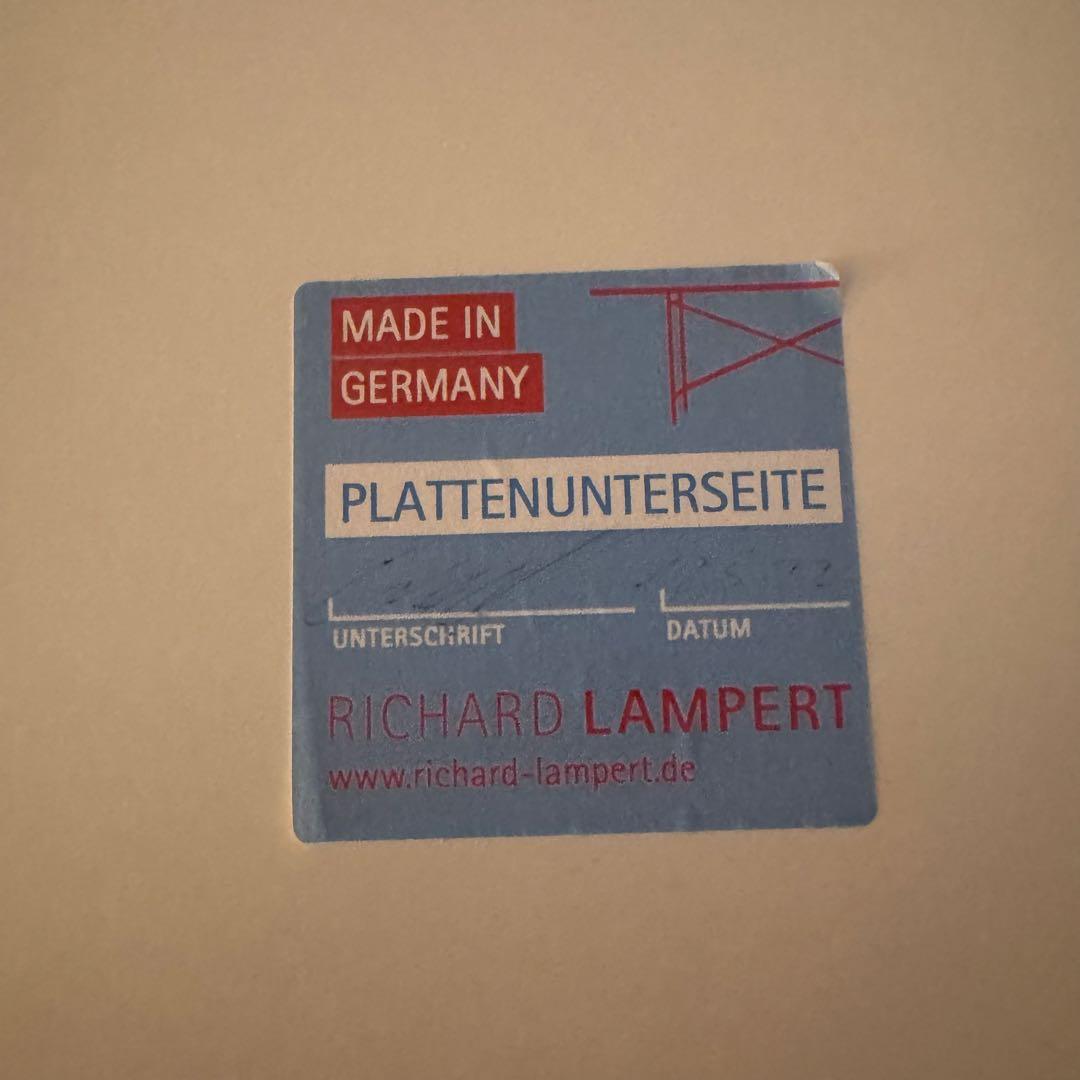 MADE IN
GERMANY
PLATTENUNTERSEITE
UNTERSCHRIFT DATUM
RICHARD LAMPERT
www.richard-lampert.de